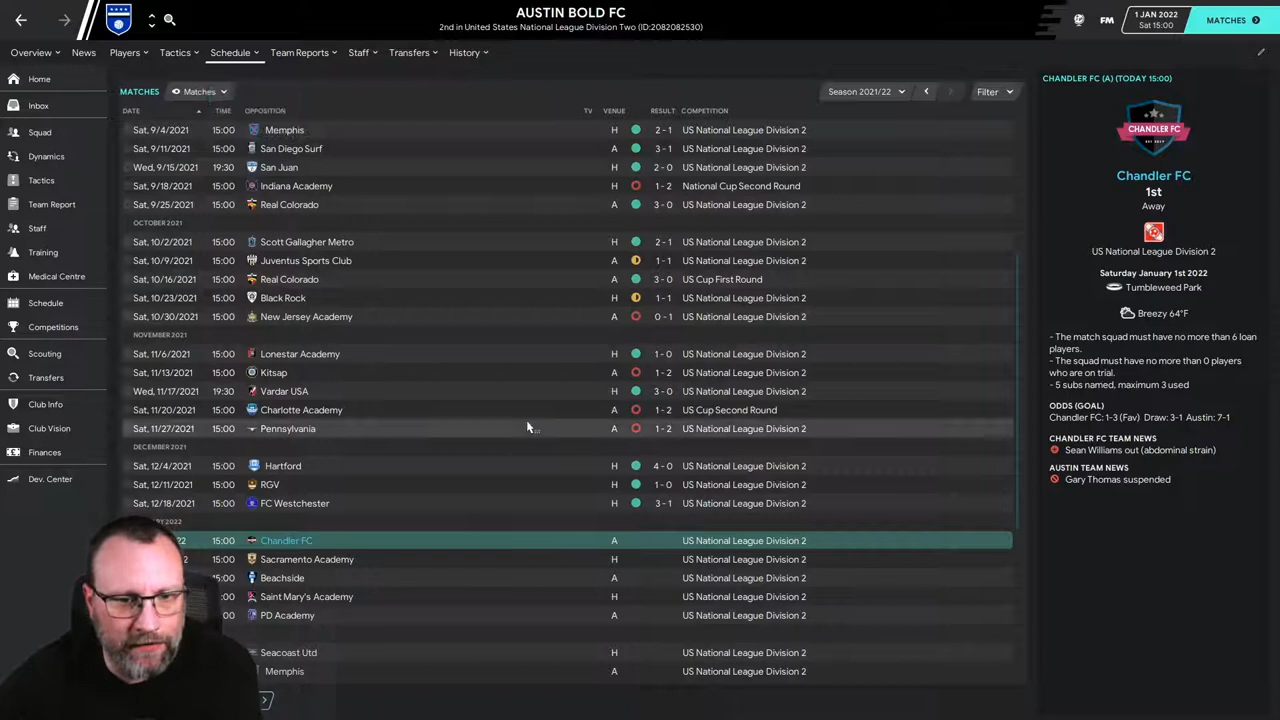 AUSTIN BOLD FC
2nd in United States National League Division Two (ID:2082082530)
FM
1 JAN 2022
Sat 15:00
MATCHES
Overview
News
Players
Tactics
Schedule
Team Reports
Staff
Transfers
History
Home
Inbox
Squad
Dynamics
Tactics
Team Report
Staff
Training
Medical Centre
Schedule
Competitions
Scouting
Transfers
Club Info
Club Vision
Finances
Dev. Center
MATCHES Matches Season 2021/22 Filter
DATE TIME OPPOSITION TV VENUE RESULT COMPETITION
Sat, 9/4/2021 15:00 Memphis H 2 - 1 US National League Division 2
Sat, 9/11/2021 15:00 San Diego Surf A 3 - 1 US National League Division 2
Wed, 9/15/2021 19:30 San Juan H 2 - 0 US National League Division 2
Sat, 9/18/2021 15:00 Indiana Academy H 1 - 2 National Cup Second Round
Sat, 9/25/2021 15:00 Real Colorado A 3 - 0 US National League Division 2
OCTOBER 2021
Sat, 10/2/2021 15:00 Scott Gallagher Metro H 2 - 1 US National League Division 2
Sat, 10/9/2021 15:00 Juventus Sports Club A 1 - 1 US National League Division 2
Sat, 10/16/2021 15:00 Real Colorado A 3 - 0 US Cup First Round
Sat, 10/23/2021 15:00 Black Rock H 1 - 1 US National League Division 2
Sat, 10/30/2021 15:00 New Jersey Academy A 0 - 1 US National League Division 2
NOVEMBER 2021
Sat, 11/6/2021 15:00 Lonestar Academy H 1 - 0 US National League Division 2
Sat, 11/13/2021 15:00 Kitsap A 1 - 2 US National League Division 2
Wed, 11/17/2021 19:30 Vardar USA H 3 - 0 US National League Division 2
Sat, 11/20/2021 15:00 Charlotte Academy A 1 - 2 US Cup Second Round
Sat, 11/27/2021 15:00 Pennsylvania A 1 - 2 US National League Division 2
DECEMBER 2021
Sat, 12/4/2021 15:00 Hartford H 4 - 0 US National League Division 2
Sat, 12/11/2021 15:00 RGV H 1 - 0 US National League Division 2
Sat, 12/18/2021 15:00 FC Westchester H 3 - 1 US National League Division 2
2022
15:00 Chandler FC A US National League Division 2
15:00 Sacramento Academy H US National League Division 2
Beachside A US National League Division 2
Saint Mary's Academy H US National League Division 2
PD Academy A US National League Division 2
Seacoast Utd H US National League Division 2
Memphis A US National League Division 2
CHANDLER FC (A) (TODAY 15:00)
CHANDLER FC
Chandler FC
1st
Away
US National League Division 2
Saturday January 1st 2022
Tumbleweed Park
Breezy 64°F
- The match squad must have no more than 6 loan
players.
- The squad must have no more than 0 players
who are on trial.
- 5 subs named, maximum 3 used
ODDS (GOAL)
Chandler FC: 1-3 (Fav) Draw: 3-1 Austin: 7-1
CHANDLER FC TEAM NEWS
Sean Williams out (abdominal strain)
AUSTIN TEAM NEWS
Gary Thomas suspended